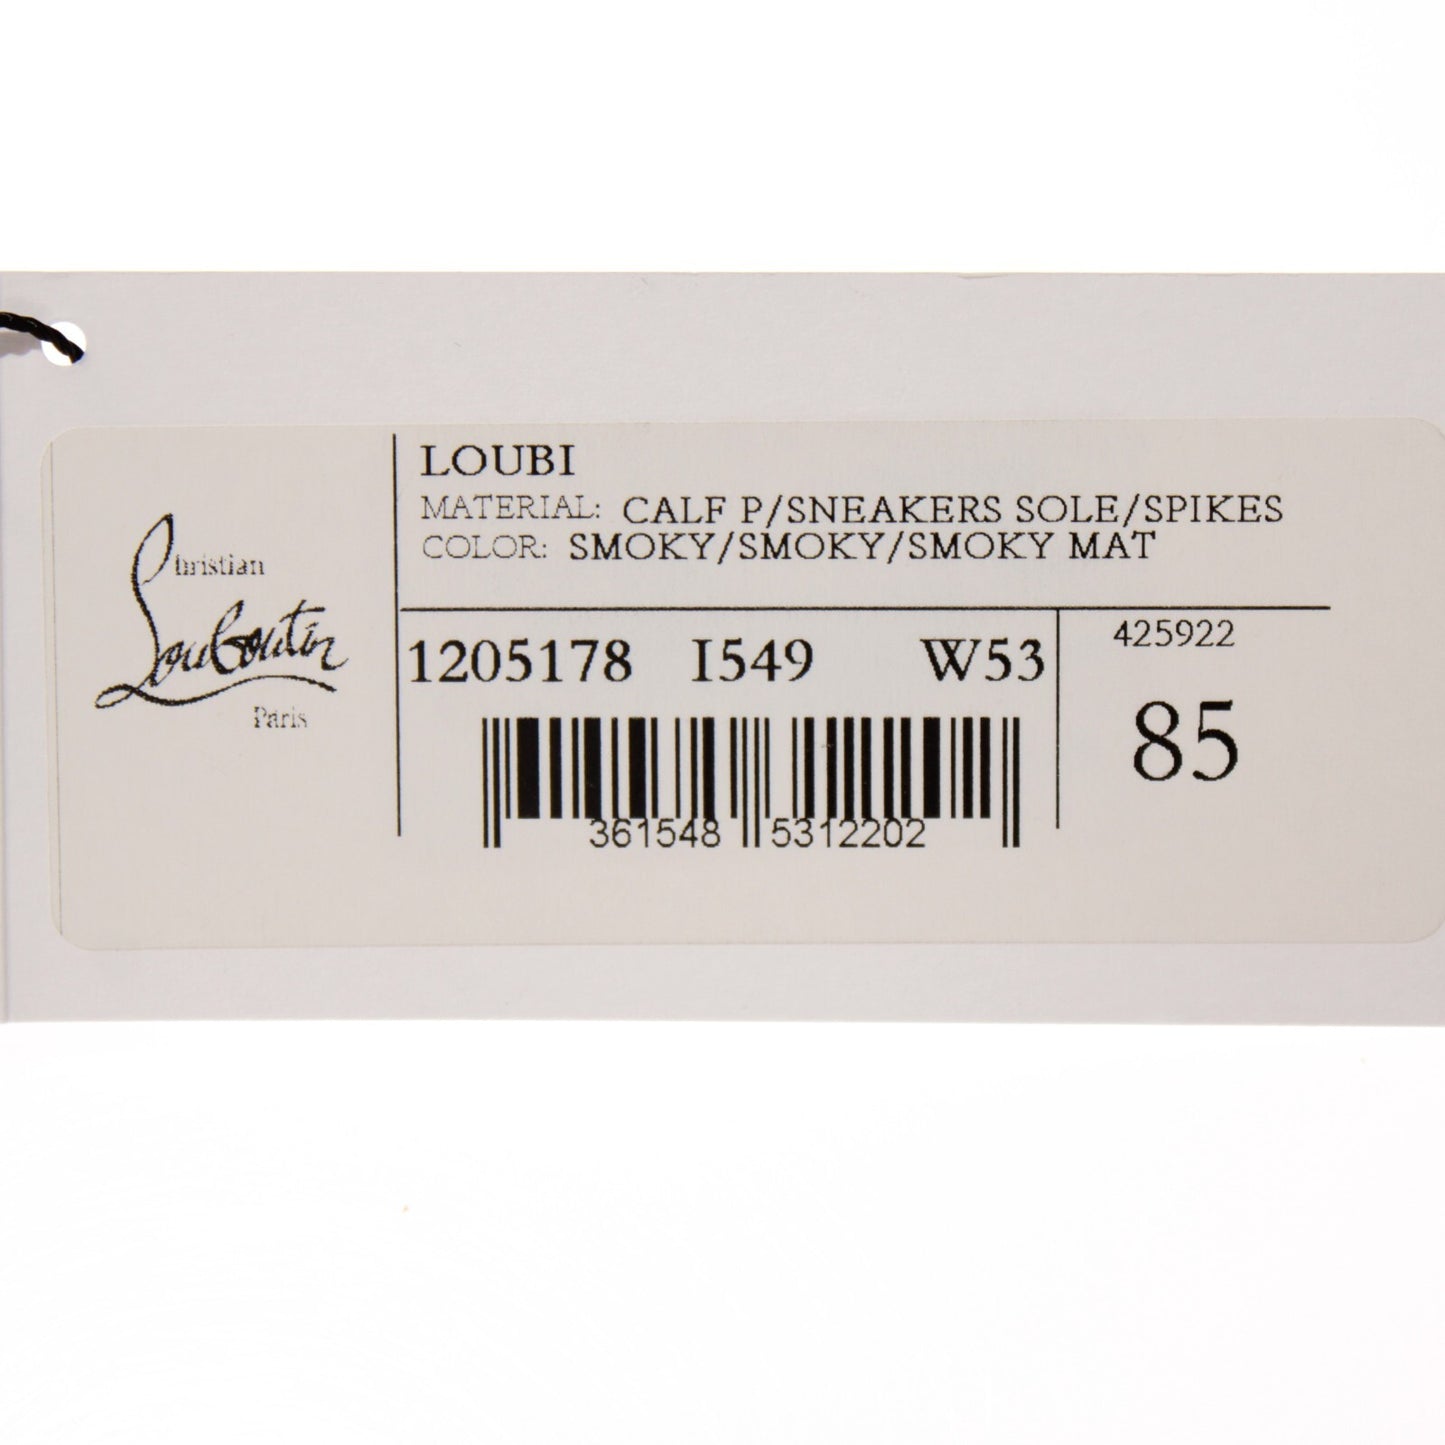 Christian
Louboutin
Paris
LOUBI
MATERIAL: CALF P/SNEAKERS SOLE/SPIKES
COLOR: SMOKY/SMOKY/SMOKY MAT
1205178 I549 W53
425922
85
361548 5312202